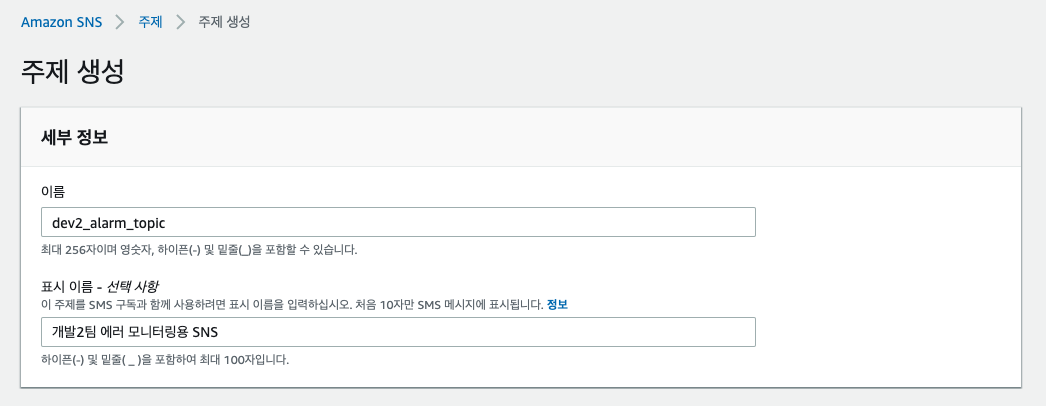 Amazon SNS > 주제 > 주제 생성
주제 생성
세부 정보
이름
dev2_alarm_topic
최대 256자이며 영숫자, 하이픈(-) 및 밑줄(_)을 포함할 수 있습니다.
표시 이름 - 선택 사항
이 주제를 SMS 구독과 함께 사용하려면 표시 이름을 입력하십시오. 처음 10자만 SMS 메시지에 표시됩니다. 정보
개발2팀 에러 모니터링용 SNS
하이픈(-) 및 밑줄( _ )을 포함하여 최대 100자입니다.